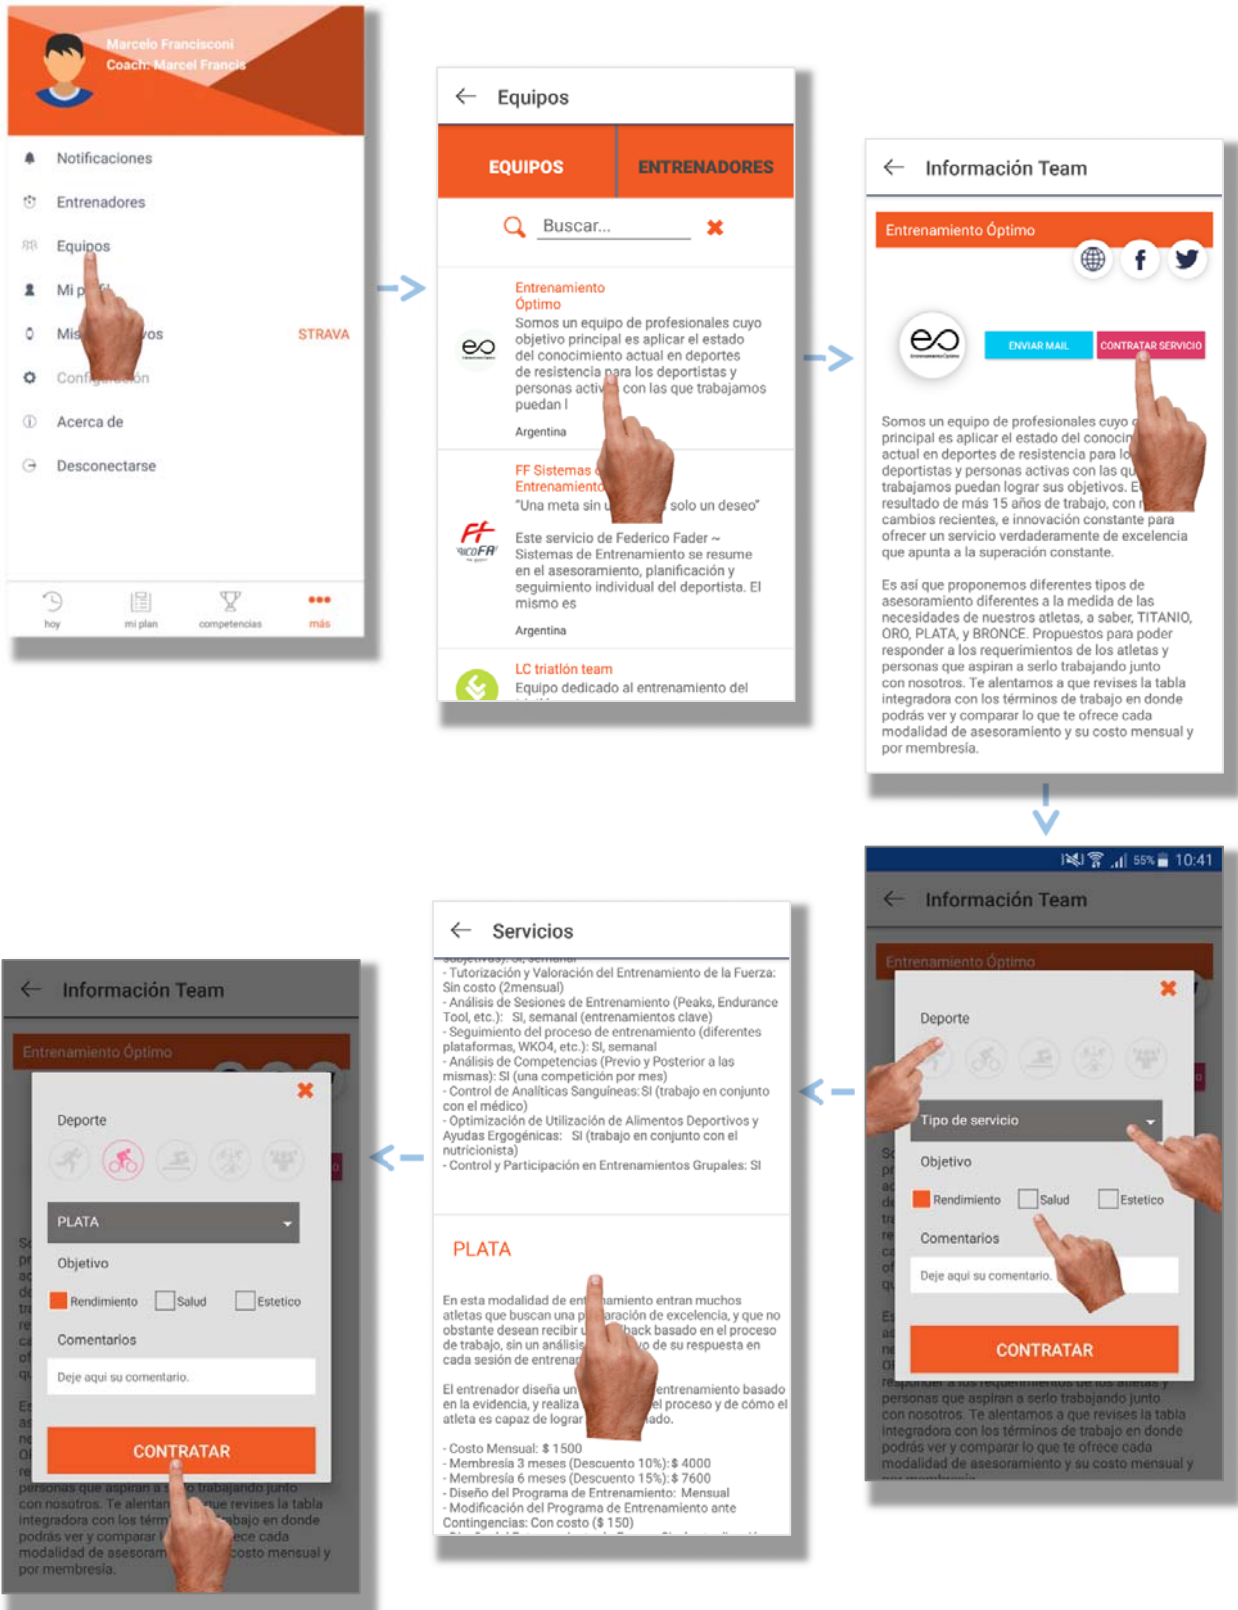 Marcelo Francisconi
Coach: Marcel Francis
Notificaciones
Entrenadores
Equipos
Mi p
Mis vos
STRAVA
Acerca de
Desconectarse
hoy
mi plan
competencias
más
Equipos
EQUIPOS
ENTRENADORES
Buscar...
Entrenamiento
Óptimo
Somos un equipo de profesionales cuyo
objetivo principal es aplicar el estado
del conocimiento actual en deportes
de resistencia para los deportistas y
personas activ con las que trabajamos
puedan l
Argentina
FF Sistemas
Entrenamiento
"Una meta sin solo un deseo"
Este servicio de Federico Fader ~
Sistemas de Entrenamiento se resume
en el asesoramiento, planificación y
seguimiento individual del deportista. El
mismo es
Argentina
LC triatlón team
Equipo dedicado al entrenamiento del
Información Team
Entrenamiento Óptimo
ENVIAR MAIL
CONTRATAR SERVICIO
Somos un equipo de profesionales cuyo
principal es aplicar el estado del conocim
actual en deportes de resistencia para lo
deportistas y personas activas con las qu
trabajamos puedan lograr sus objetivos.
resultado de más 15 años de trabajo, con
cambios recientes, e innovación constante para
ofrecer un servicio verdaderamente de excelencia
que apunta a la superación constante.
Es así que proponemos diferentes tipos de
asesoramiento diferentes a la medida de las
necesidades de nuestros atletas, a saber, TITANIO,
ORO, PLATA, y BRONCE. Propuestos para poder
responder a los requerimientos de los atletas y
personas que aspiran a serlo trabajando junto
con nosotros. Te alentamos a que revises la tabla
integradora con los términos de trabajo en donde
podrás ver y comparar lo que te ofrece cada
modalidad de asesoramiento y su costo mensual y
por membresía.
55% 10:41
Información Team
Entrenamiento Óptimo
Deporte
Tipo de servicio
Objetivo
Rendimiento
Salud
Estetico
Comentarios
Deje aqui su comentario.
CONTRATAR
responder a los requerimientos de los atletas y
personas que aspiran a serlo trabajando junto
con nosotros. Te alentamos a que revises la tabla
integradora con los términos de trabajo en donde
podrás ver y comparar lo que te ofrece cada
modalidad de asesoramiento y su costo mensual y
Servicios
subjetivas): SI, semanal
- Tutorización y Valoración del Entrenamiento de la Fuerza:
Sin costo (2mensual)
- Análisis de Sesiones de Entrenamiento (Peaks, Endurance
Tool, etc.): SI, semanal (entrenamientos clave)
- Seguimiento del proceso de entrenamiento (diferentes
plataformas, WKO4, etc.): SI, semanal
- Análisis de Competencias (Previo y Posterior a las
mismas): SI (una competición por mes)
- Control de Analíticas Sanguíneas: SI (trabajo en conjunto
con el médico)
- Optimización de Utilización de Alimentos Deportivos y
Ayudas Ergogénicas: SI (trabajo en conjunto con el
nutricionista)
- Control y Participación en Entrenamientos Grupales: SI
PLATA
En esta modalidad de en amiento entran muchos
atletas que buscan una p ración de excelencia, y que no
obstante desean recibir back basado en el proceso
de trabajo, sin un análisis o de su respuesta en
cada sesión de entrena
El entrenador diseña un entrenamiento basado
en la evidencia, y realiza el proceso y de cómo el
atleta es capaz de lograr ado.
- Costo Mensual: $ 1500
- Membresía 3 meses (Descuento 10%): $ 4000
- Membresía 6 meses (Descuento 15%): $ 7600
- Diseño del Programa de Entrenamiento: Mensual
- Modificación del Programa de Entrenamiento ante
Contingencias: Con costo ($ 150)
Información Team
Entrenamiento Óptimo
Deporte
PLATA
Objetivo
Rendimiento
Salud
Estetico
Comentarios
Deje aqui su comentario.
CONTRATAR
personas que aspiran a s lo trabajando junto
con nosotros. Te alentam ue revises la tabla
integradora con los térm abajo en donde
podrás ver y comparar l ece cada
modalidad de asesoram costo mensual y
por membresía.